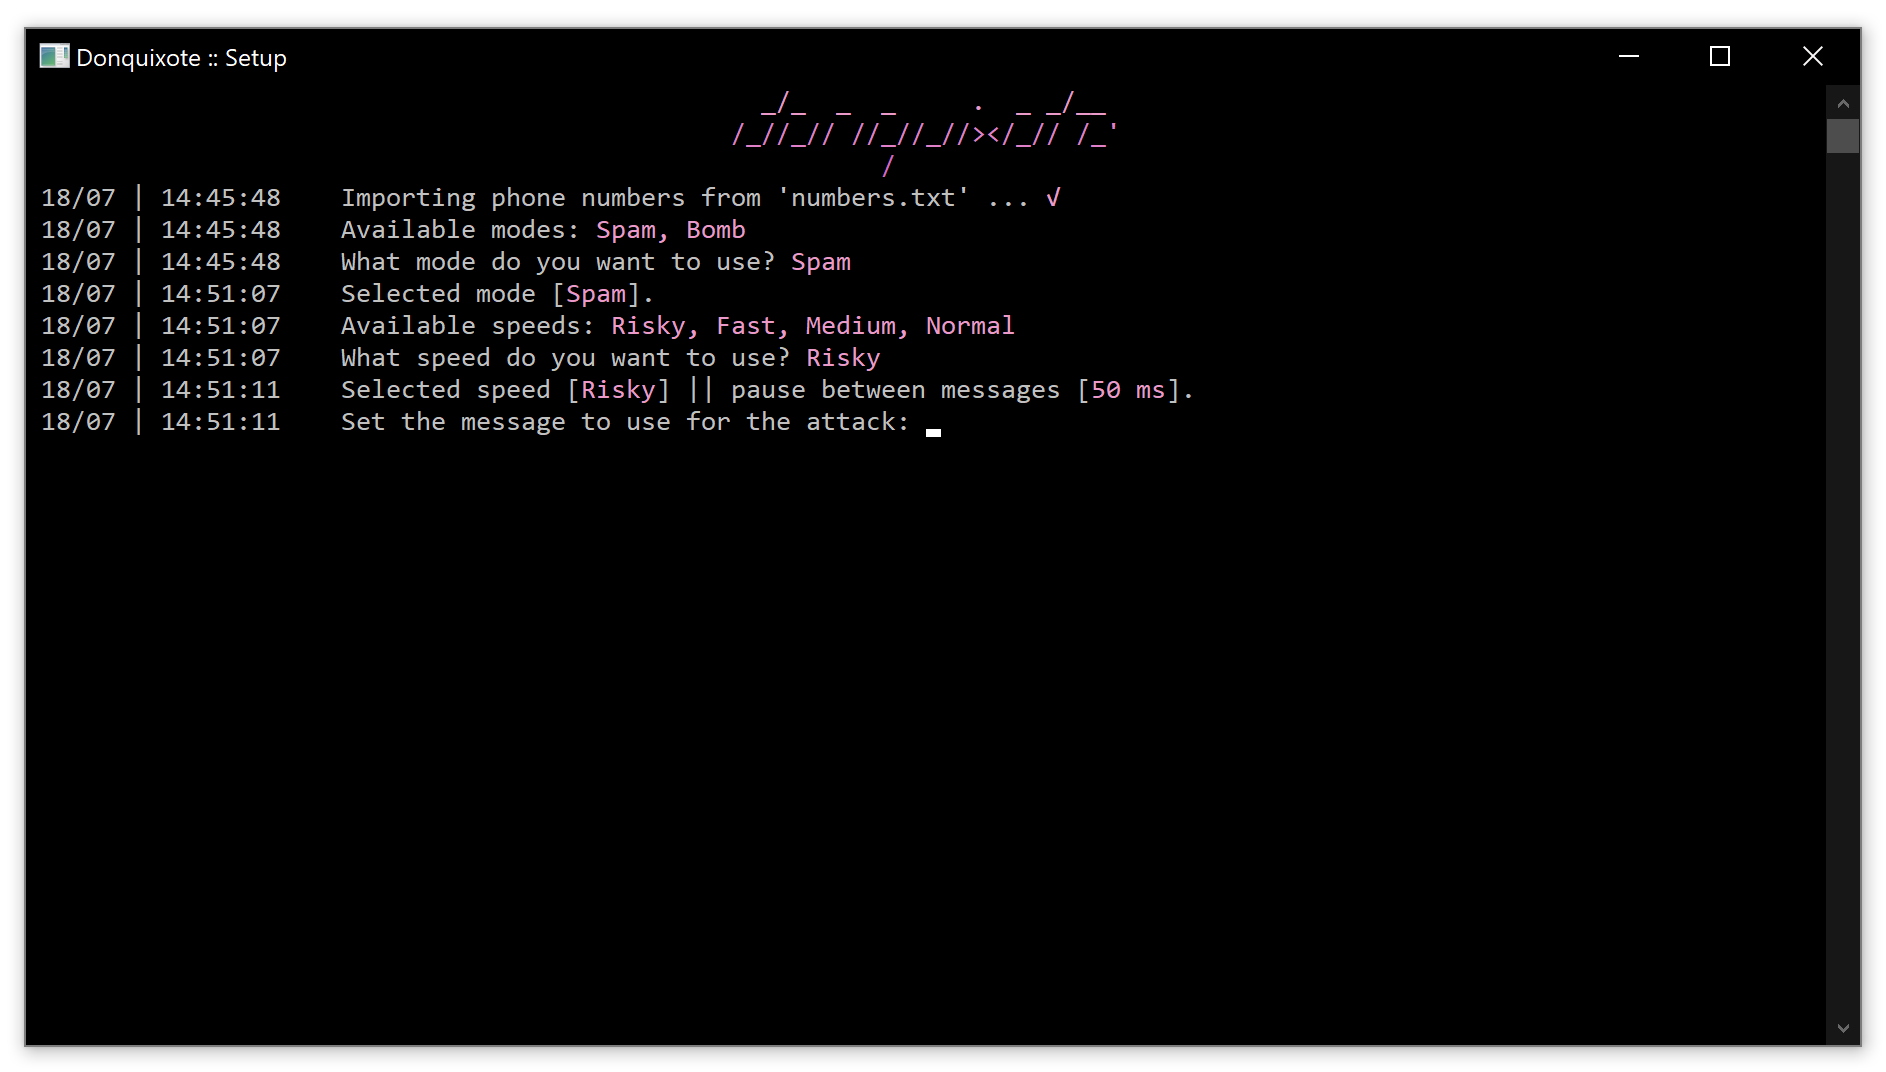 Donquixote :: Setup
   _/_  _  _     .  _ _/__
 /_//_// //_//_//></_// /_'
           /
18/07 | 14:45:48    Importing phone numbers from 'numbers.txt' ... √
18/07 | 14:45:48    Available modes: Spam, Bomb
18/07 | 14:45:48    What mode do you want to use? Spam
18/07 | 14:51:07    Selected mode [Spam].
18/07 | 14:51:07    Available speeds: Risky, Fast, Medium, Normal
18/07 | 14:51:07    What speed do you want to use? Risky
18/07 | 14:51:11    Selected speed [Risky] || pause between messages [50 ms].
18/07 | 14:51:11    Set the message to use for the attack: